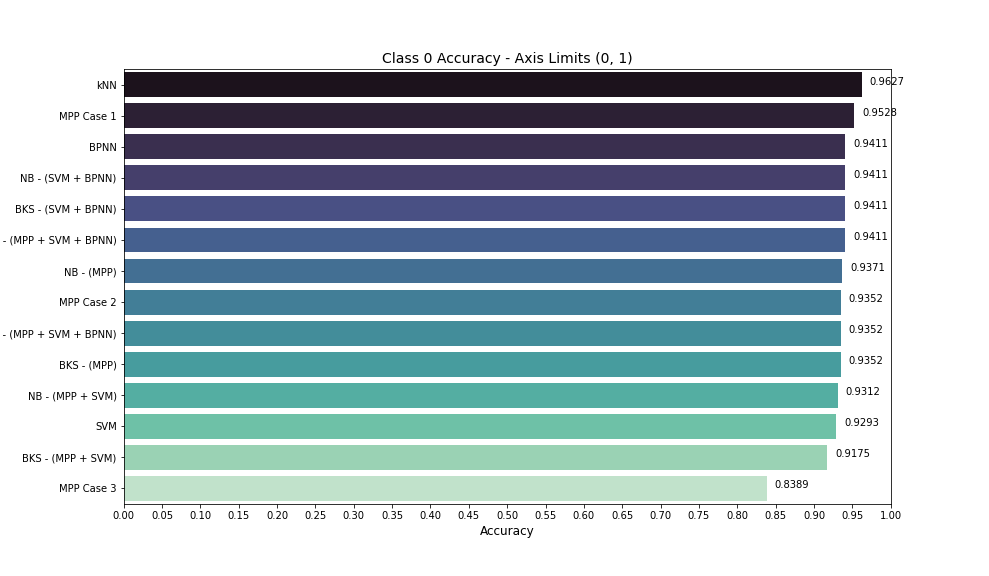 Class 0 Accuracy - Axis Limits (0, 1)
kNN 0.9627
MPP Case 1 0.9528
BPNN 0.9411
NB - (SVM + BPNN) 0.9411
BKS - (SVM + BPNN) 0.9411
- (MPP + SVM + BPNN) 0.9411
NB - (MPP) 0.9371
MPP Case 2 0.9352
- (MPP + SVM + BPNN) 0.9352
BKS - (MPP) 0.9352
NB - (MPP + SVM) 0.9312
SVM 0.9293
BKS - (MPP + SVM) 0.9175
MPP Case 3 0.8389
0.00 0.05 0.10 0.15 0.20 0.25 0.30 0.35 0.40 0.45 0.50 0.55 0.60 0.65 0.70 0.75 0.80 0.85 0.90 0.95 1.00
Accuracy